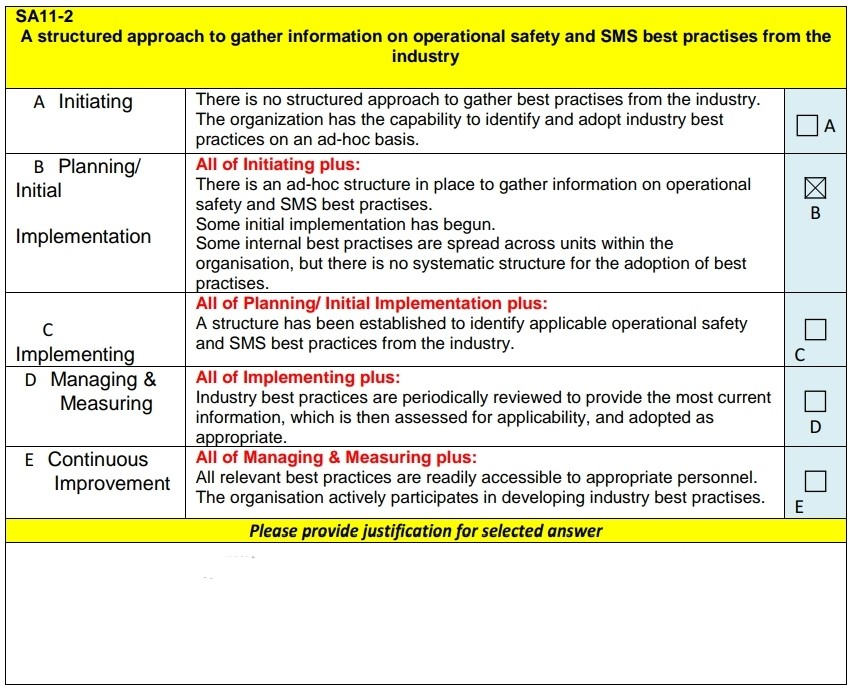 SA11-2
A structured approach to gather information on operational safety and SMS best practises from the
industry
A Initiating
There is no structured approach to gather best practises from the industry.
The organization has the capability to identify and adopt industry best
practices on an ad-hoc basis.
A
B Planning/
Initial
Implementation
All of Initiating plus:
There is an ad-hoc structure in place to gather information on operational
safety and SMS best practises.
Some initial implementation has begun.
Some internal best practises are spread across units within the
organisation, but there is no systematic structure for the adoption of best
practises.
B
C
Implementing
All of Planning/ Initial Implementation plus:
A structure has been established to identify applicable operational safety
and SMS best practices from the industry.
C
D Managing &
Measuring
All of Implementing plus:
Industry best practices are periodically reviewed to provide the most current
information, which is then assessed for applicability, and adopted as
appropriate.
D
E Continuous
Improvement
All of Managing & Measuring plus:
All relevant best practices are readily accessible to appropriate personnel.
The organisation actively participates in developing industry best practises.
E
Please provide justification for selected answer